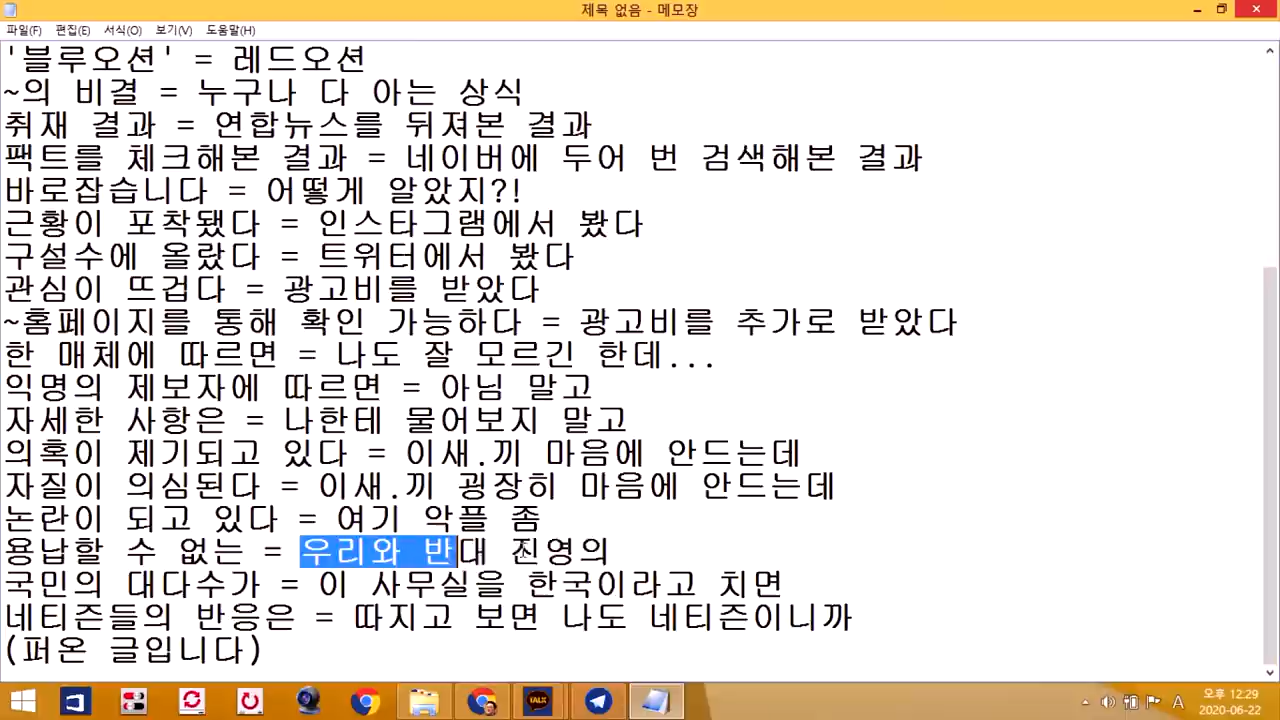 제목 없음 - 메모장
파일(F) 편집(E) 서식(O) 보기(V) 도움말(H)
'블루오션' = 레드오션
~의 비결 = 누구나 다 아는 상식
취재 결과 = 연합뉴스를 뒤져본 결과
팩트를 체크해본 결과 = 네이버에 두어 번 검색해본 결과
바로잡습니다 = 어떻게 알았지?!
근황이 포착됐다 = 인스타그램에서 봤다
구설수에 올랐다 = 트위터에서 봤다
관심이 뜨겁다 = 광고비를 받았다
~홈페이지를 통해 확인 가능하다 = 광고비를 추가로 받았다
한 매체에 따르면 = 나도 잘 모르긴 한데...
익명의 제보자에 따르면 = 아님 말고
자세한 사항은 = 나한테 물어보지 말고
의혹이 제기되고 있다 = 이새.끼 마음에 안드는데
자질이 의심된다 = 이새.끼 굉장히 마음에 안드는데
논란이 되고 있다 = 여기 악플 좀
용납할 수 없는 = 우리와 반대 진영의
국민의 대다수가 = 이 사무실을 한국이라고 치면
네티즌들의 반응은 = 따지고 보면 나도 네티즌이니까
(퍼온 글입니다)
TALK
A
오후 12:29
2020-06-22